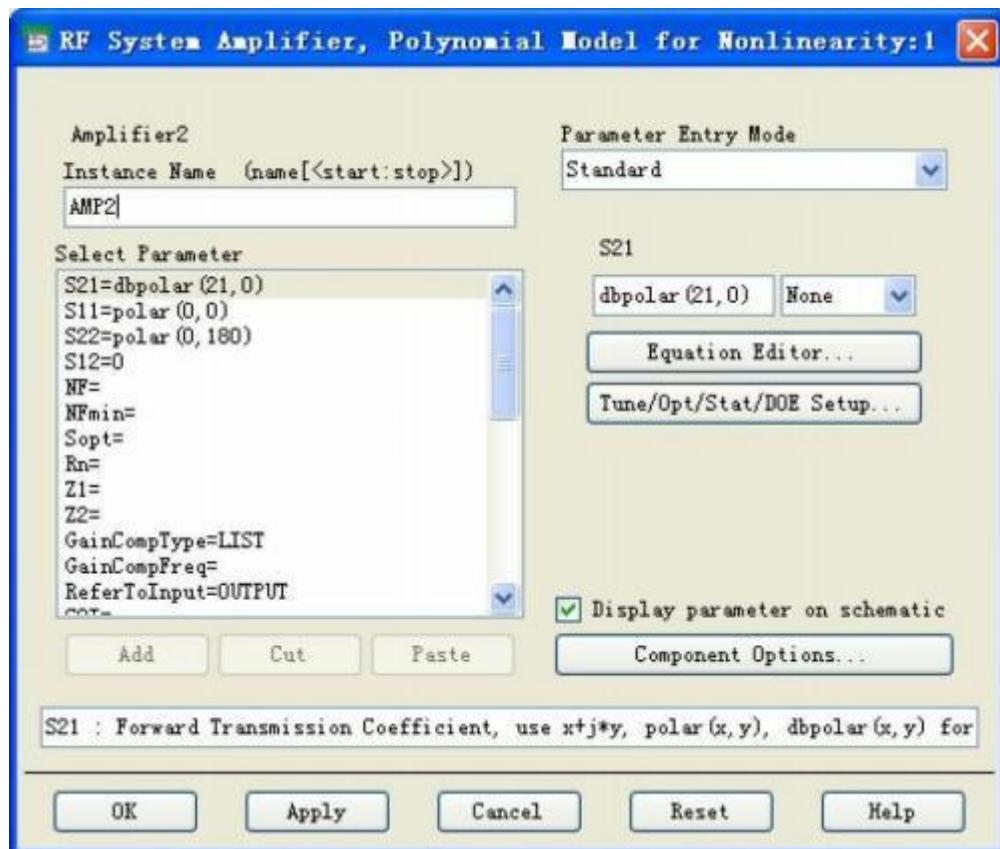 RF System Amplifier, Polynomial Model for Nonlinearity:1
Amplifier2
Instance Name (name[<start:stop>])
AMP2
Select Parameter
S21=dbpolar(21,0)
S11=polar(0,0)
S22=polar(0,180)
S12=0
NF=
NFmin=
Sopt=
Rn=
Z1=
Z2=
GainCompType=LIST
GainCompFreq=
ReferToInput=OUTPUT
Add
Cut
Paste
Parameter Entry Mode
Standard
S21
dbpolar(21,0)
None
Equation Editor...
Tune/Opt/Stat/DOE Setup...
Display parameter on schematic
Component Options...
S21 : Forward Transmission Coefficient, use x+j*y, polar(x,y), dbpolar(x,y) for
OK
Apply
Cancel
Reset
Help